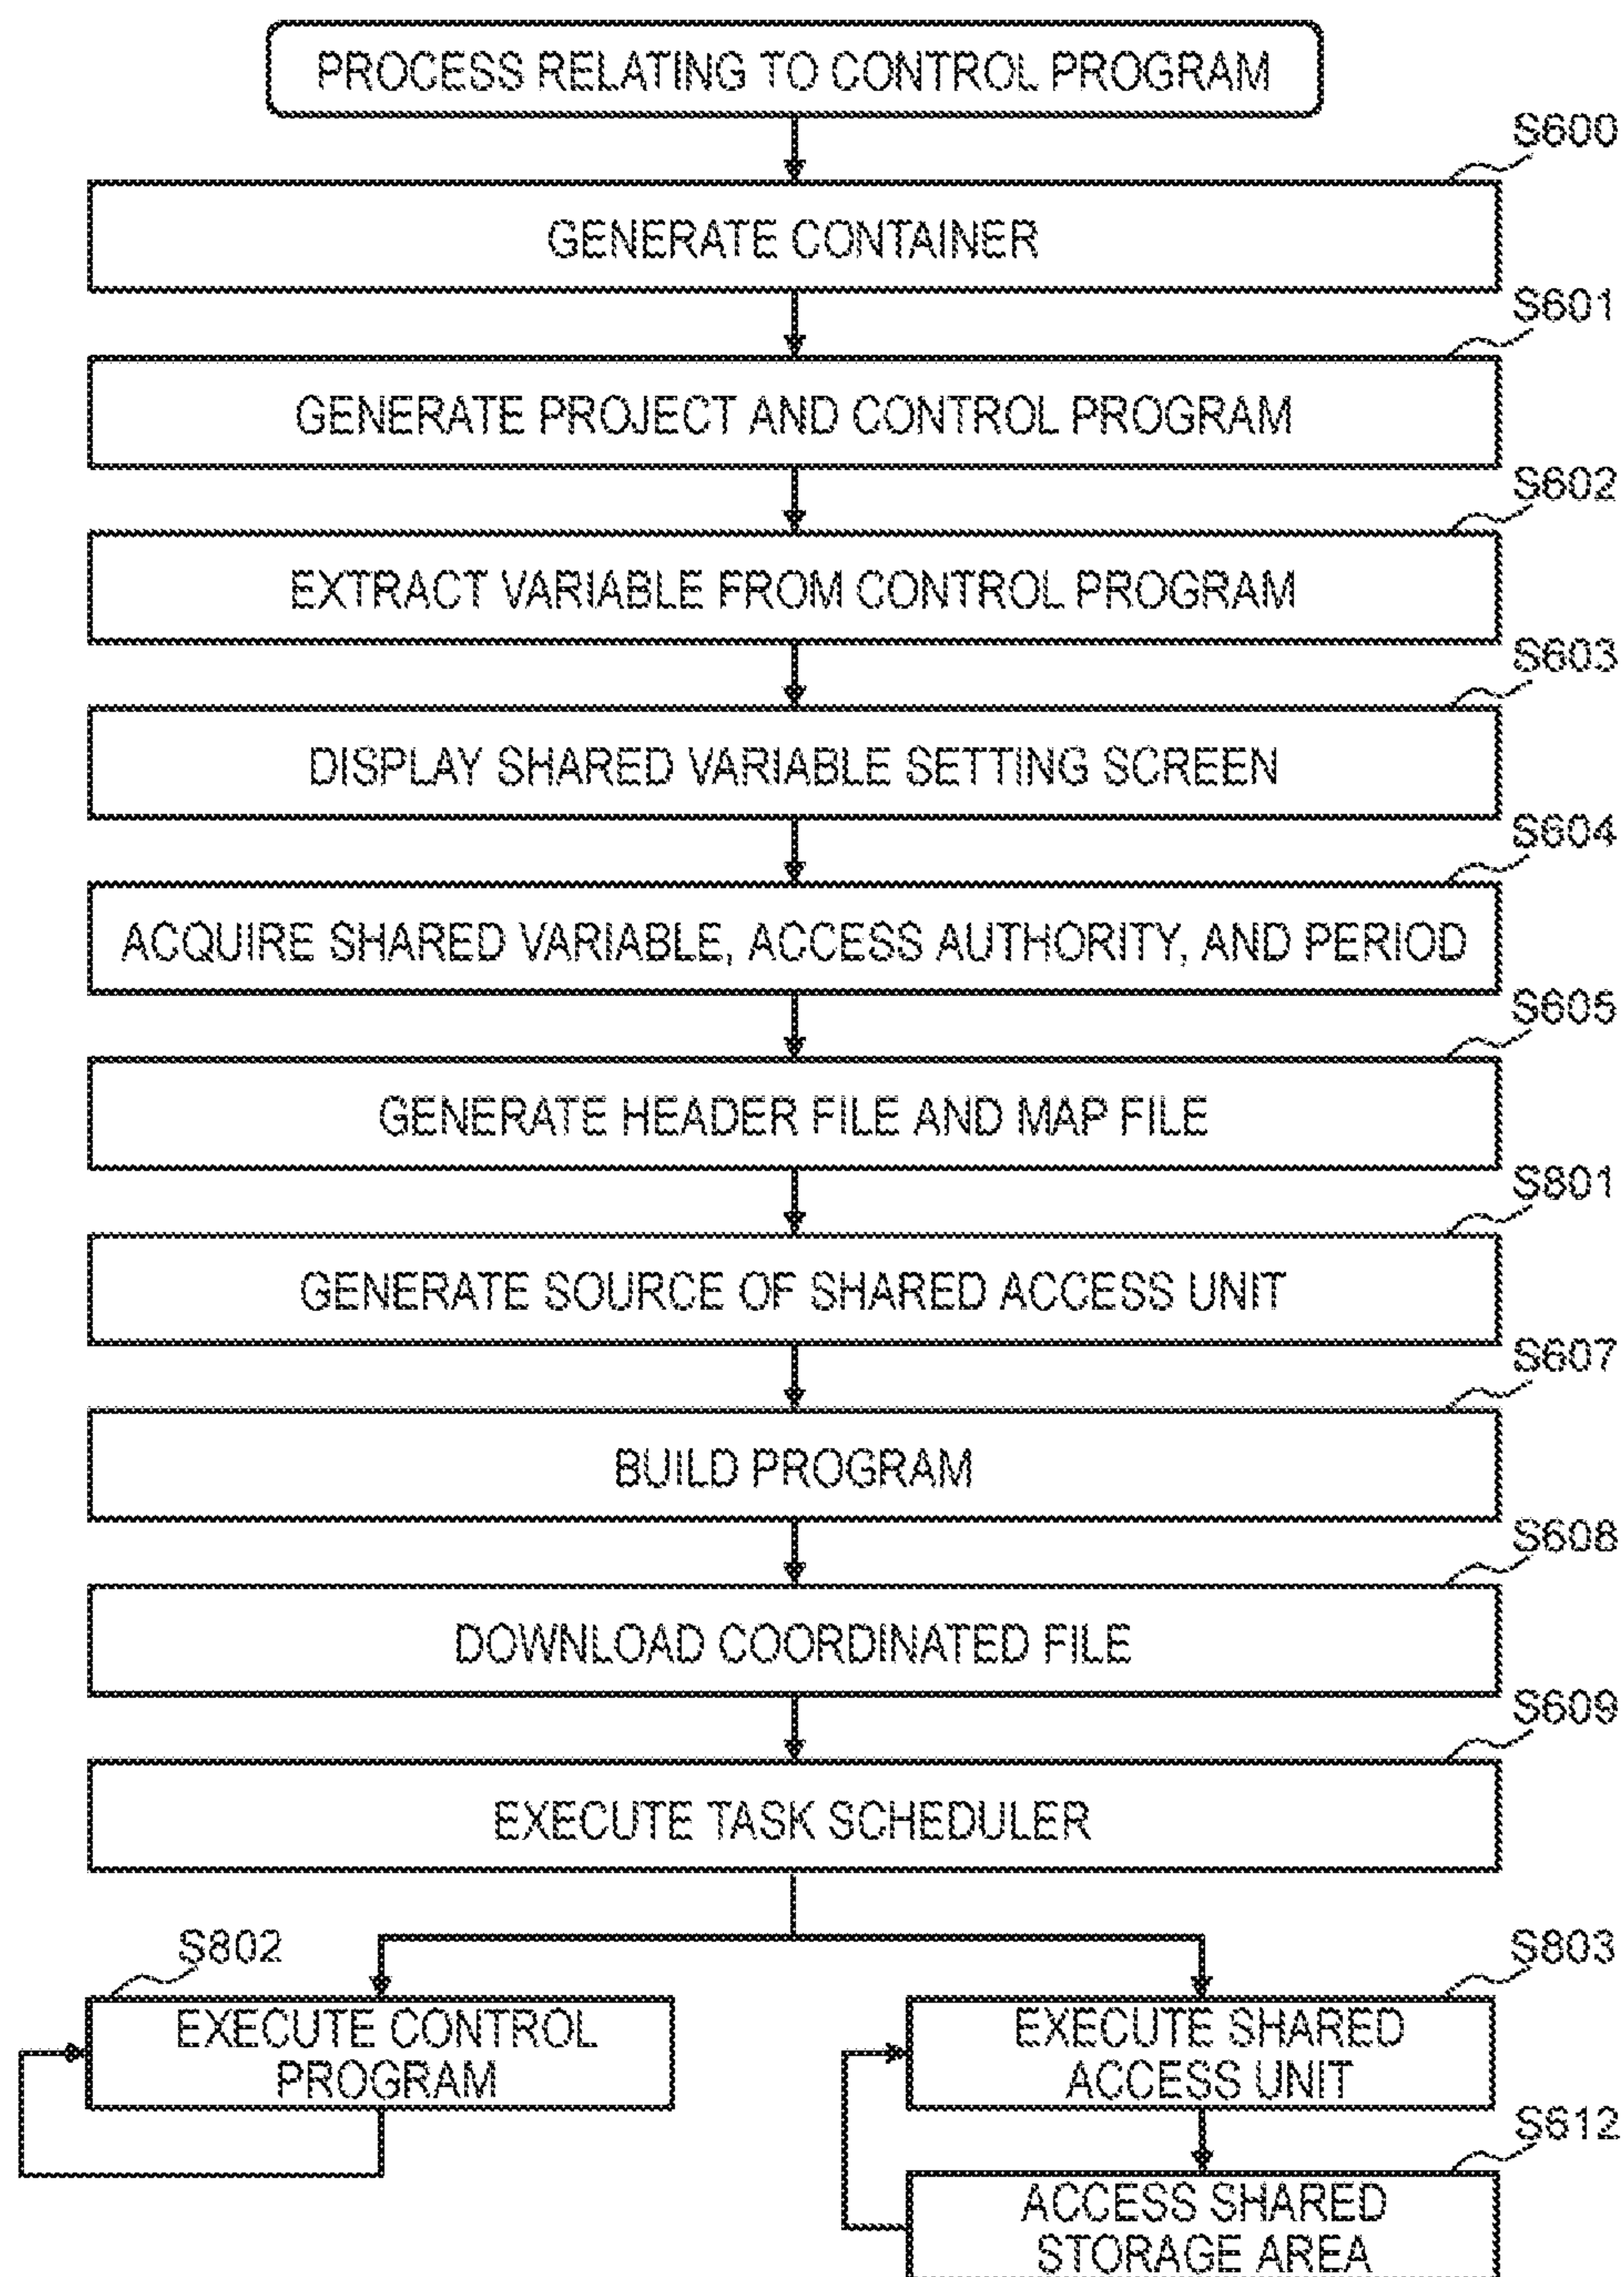 PROCESS RELATING TO CONTROL PROGRAM
S600
GENERATE CONTAINER
S601
GENERATE PROJECT AND CONTROL PROGRAM
S602
EXTRACT VARIABLE FROM CONTROL PROGRAM
S603
DISPLAY SHARED VARIABLE SETTING SCREEN
S604
ACQUIRE SHARED VARIABLE, ACCESS AUTHORITY, AND PERIOD
S605
GENERATE HEADER FILE AND MAP FILE
S801
GENERATE SOURCE OF SHARED ACCESS UNIT
S607
BUILD PROGRAM
S608
DOWNLOAD COORDINATED FILE
S609
EXECUTE TASK SCHEDULER
S802
EXECUTE CONTROL
PROGRAM
S803
EXECUTE SHARED
ACCESS UNIT
S612
ACCESS SHARED
STORAGE AREA